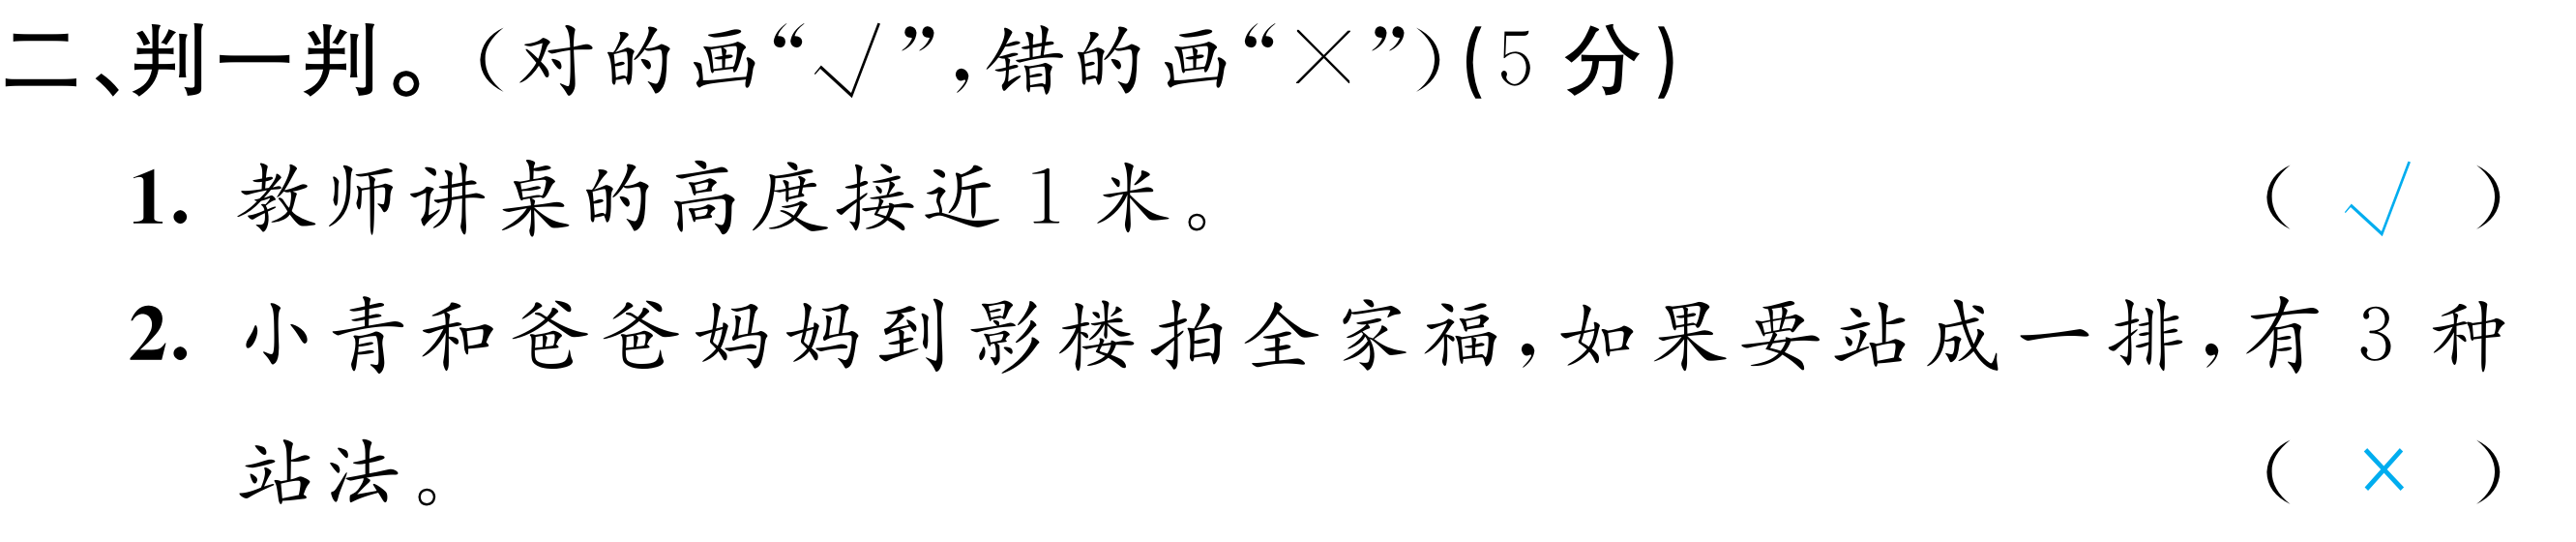 二、判一判。(对的画“√”,错的画“×”)(5 分)
1. 教师讲桌的高度接近 1 米。 ( √ )
2. 小青和爸爸妈妈到影楼拍全家福,如果要站成一排,有 3 种
站法。 ( × )